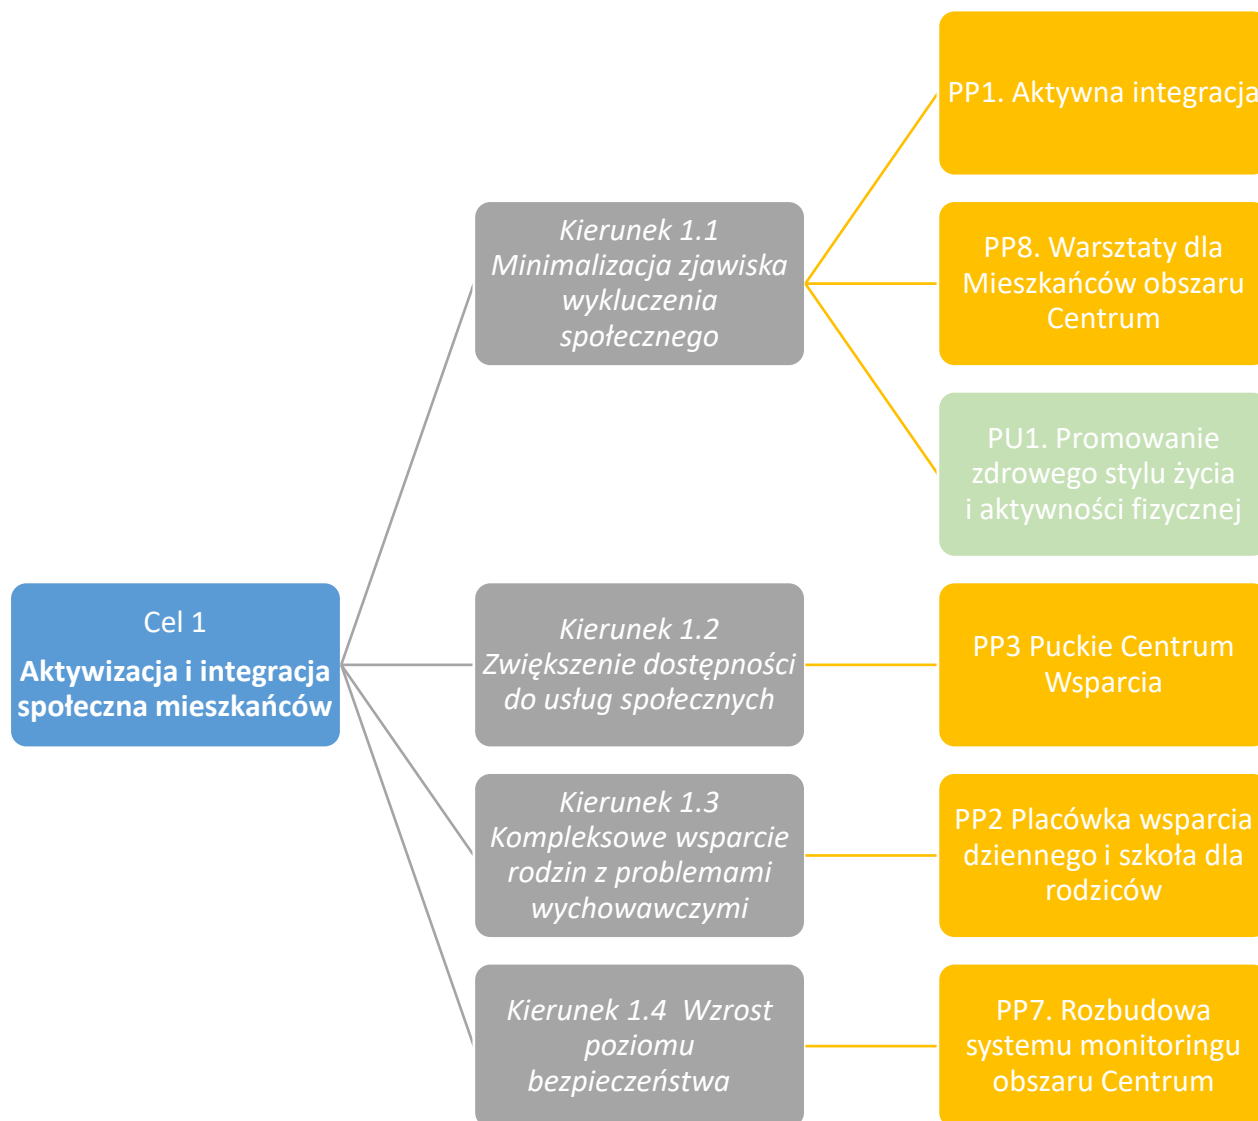 PP1. Aktywna integracja
Kierunek 1.1
Minimalizacja zjawiska
wykluczenia
społecznego
PP8. Warsztaty dla
Mieszkańców obszaru
Centrum
PU1. Promowanie
zdrowego stylu życia
i aktywności fizycznej
Cel 1
Aktywizacja i integracja
społeczna mieszkańców
Kierunek 1.2
Zwiększenie dostępności
do usług społecznych
PP3 Puckie Centrum
Wsparcia
Kierunek 1.3
Kompleksowe wsparcie
rodzin z problemami
wychowawczymi
PP2 Placówka wsparcia
dziennego i szkoła dla
rodziców
Kierunek 1.4 Wzrost
poziomu
bezpieczeństwa
PP7. Rozbudowa
systemu monitoringu
obszaru Centrum